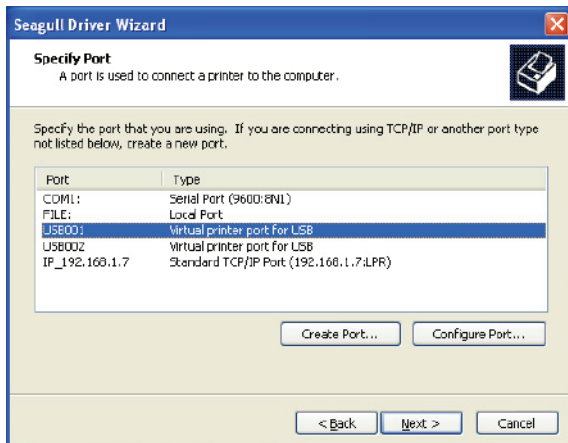 Seagull Driver Wizard
Specify Port
A port is used to connect a printer to the computer.
Specify the port that you are using. If you are connecting using TCP/IP or another port type
not listed below, create a new port.
Port Type
COM1: Serial Port (9600:8N1)
FILE: Local Port
USB001 Virtual printer port for USB
USB002 Virtual printer port for USB
IP_192.168.1.7 Standard TCP/IP Port (192.168.1.7:LPR)
Create Port... Configure Port...
< Back Next > Cancel